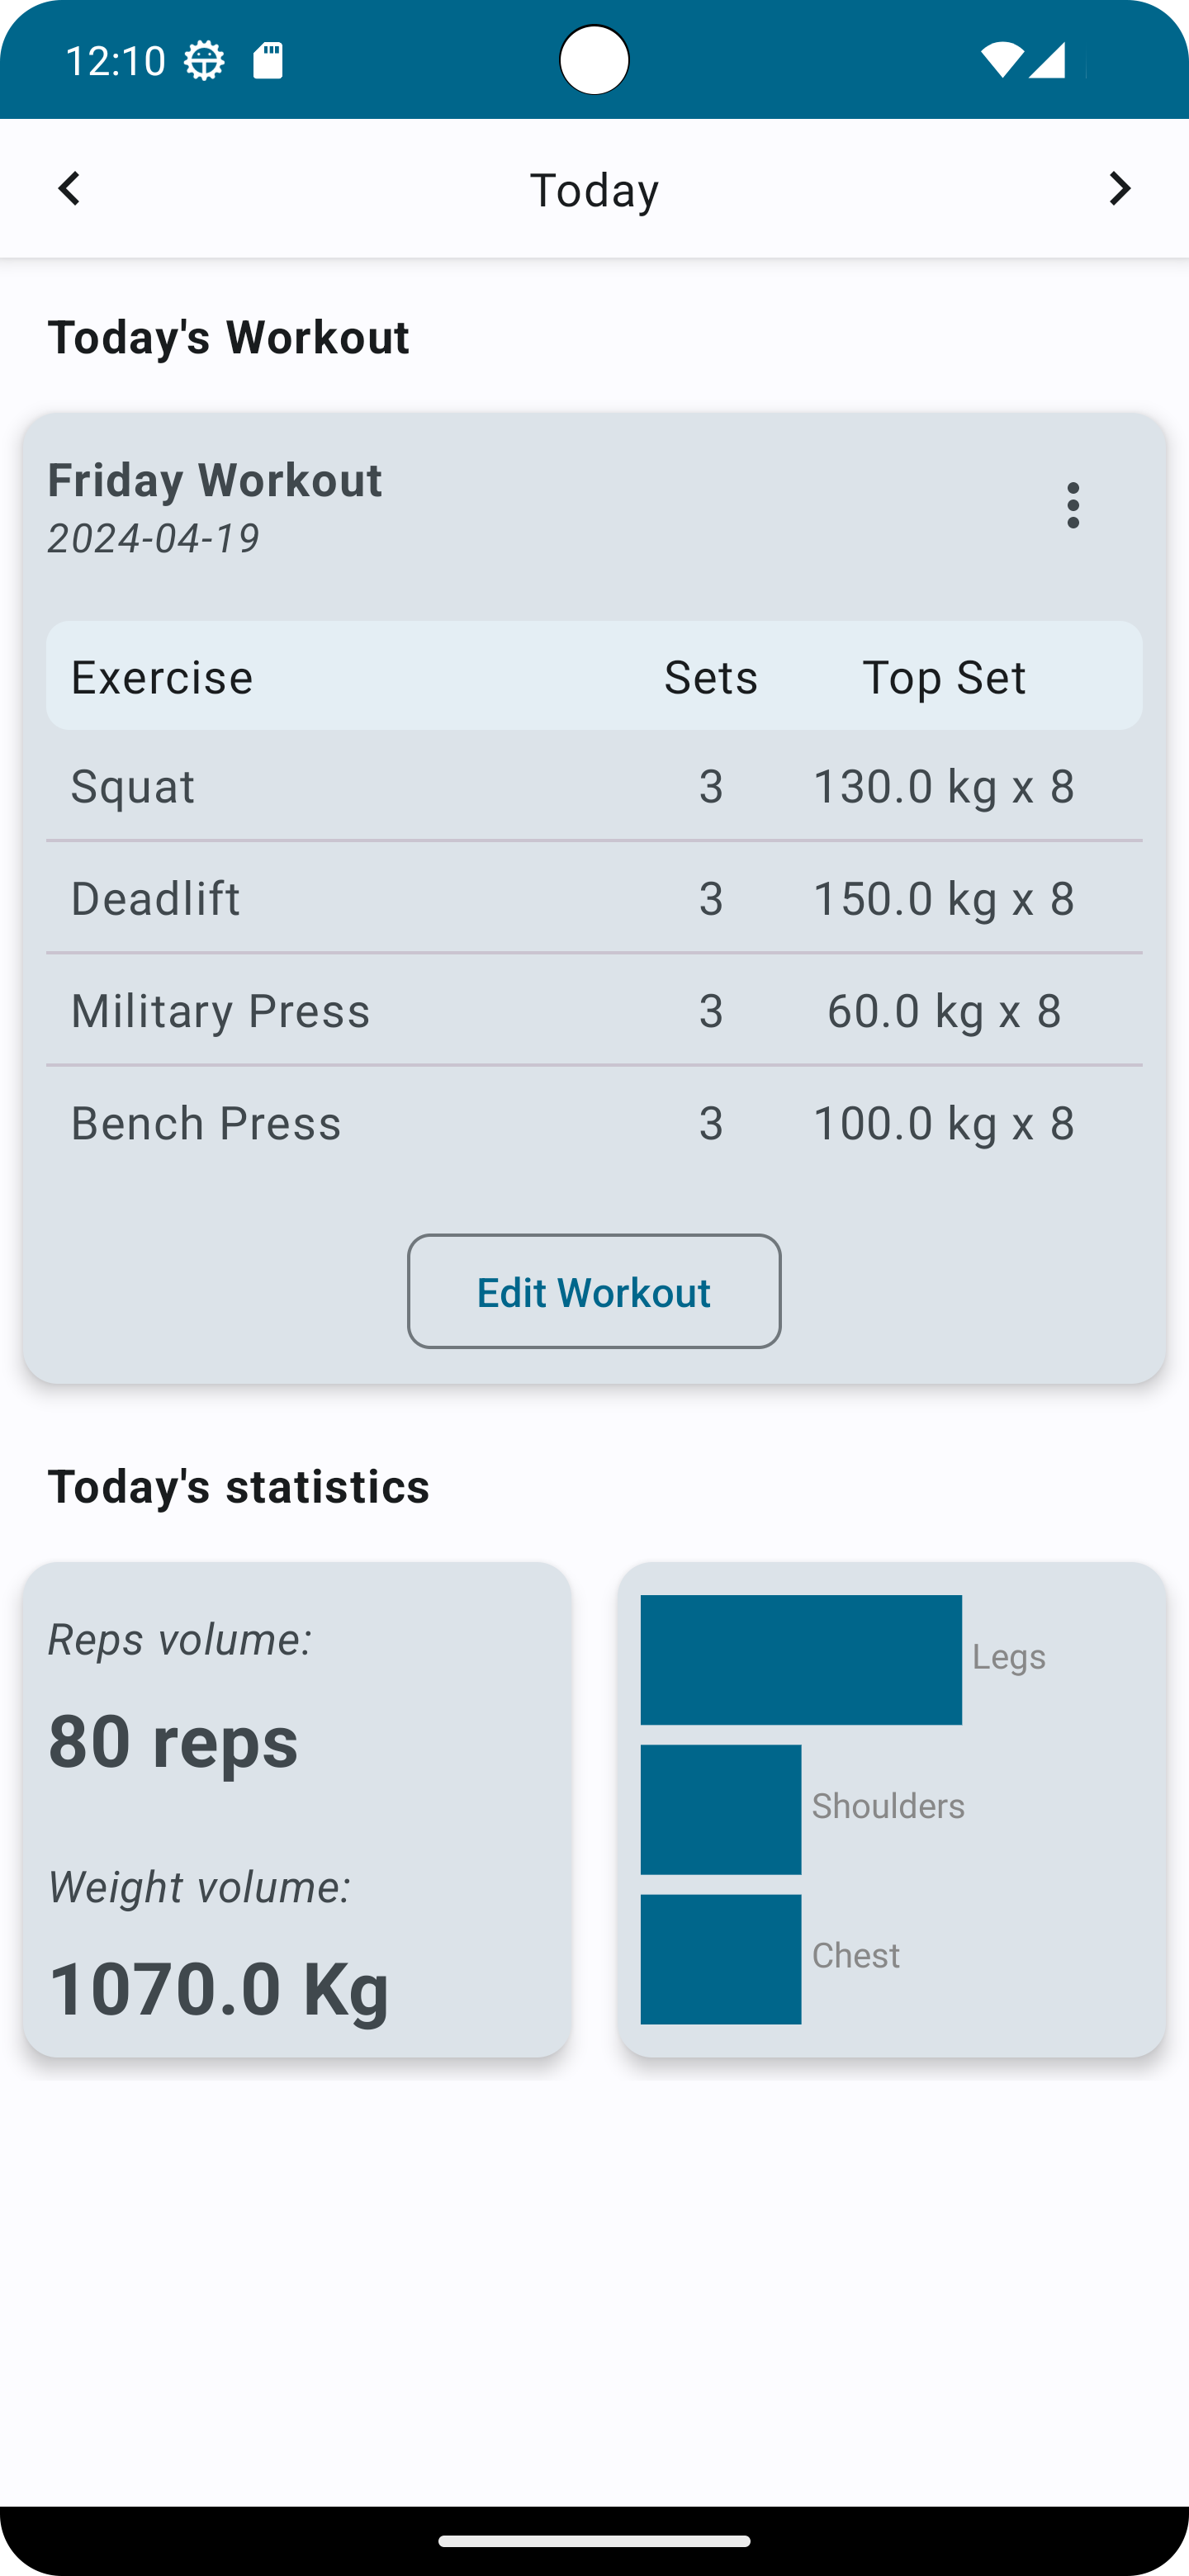 12:10
Today
Today's Workout
Friday Workout
2024-04-19
Exercise Sets Top Set
Squat 3 130.0 kg x 8
Deadlift 3 150.0 kg x 8
Military Press 3 60.0 kg x 8
Bench Press 3 100.0 kg x 8
Edit Workout
Today's statistics
Reps volume:
80 reps
Weight volume:
1070.0 Kg
Legs
Shoulders
Chest